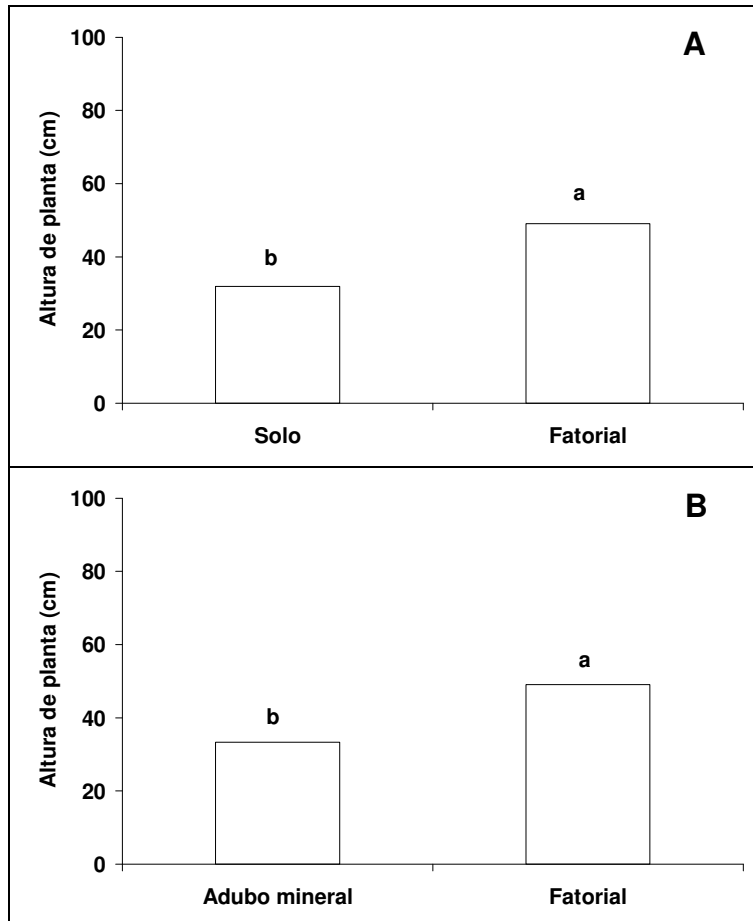 A
Altura de planta (cm)
100
80
60
40
20
0
b
a
Solo
Fatorial
B
Altura de planta (cm)
100
80
60
40
20
0
b
a
Adubo mineral
Fatorial